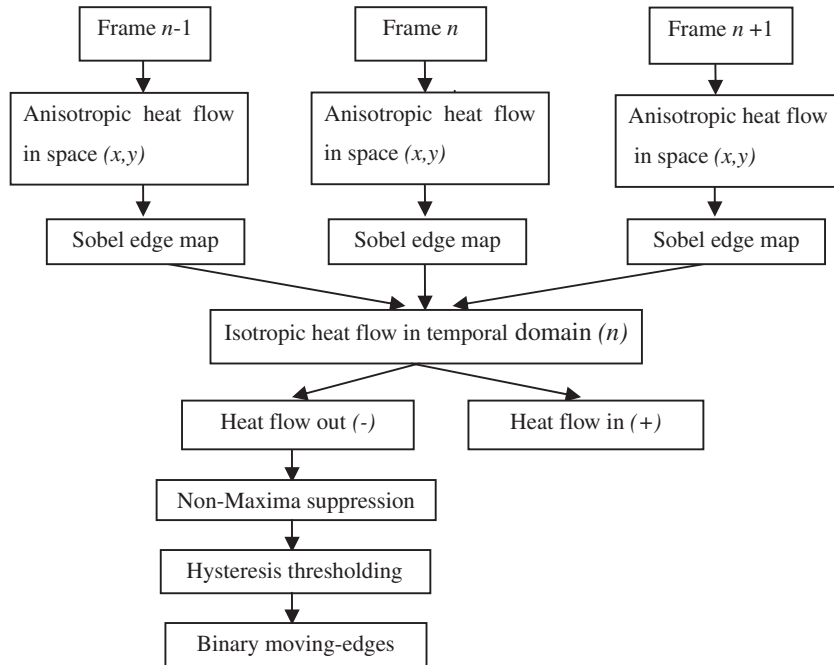 Frame n-1
Frame n
Frame n +1
Anisotropic heat flow
in space (x,y)
Anisotropic heat flow
in space (x,y)
Anisotropic heat flow
in space (x,y)
Sobel edge map
Sobel edge map
Sobel edge map
Isotropic heat flow in temporal domain (n)
Heat flow out (-)
Heat flow in (+)
Non-Maxima suppression
Hysteresis thresholding
Binary moving-edges